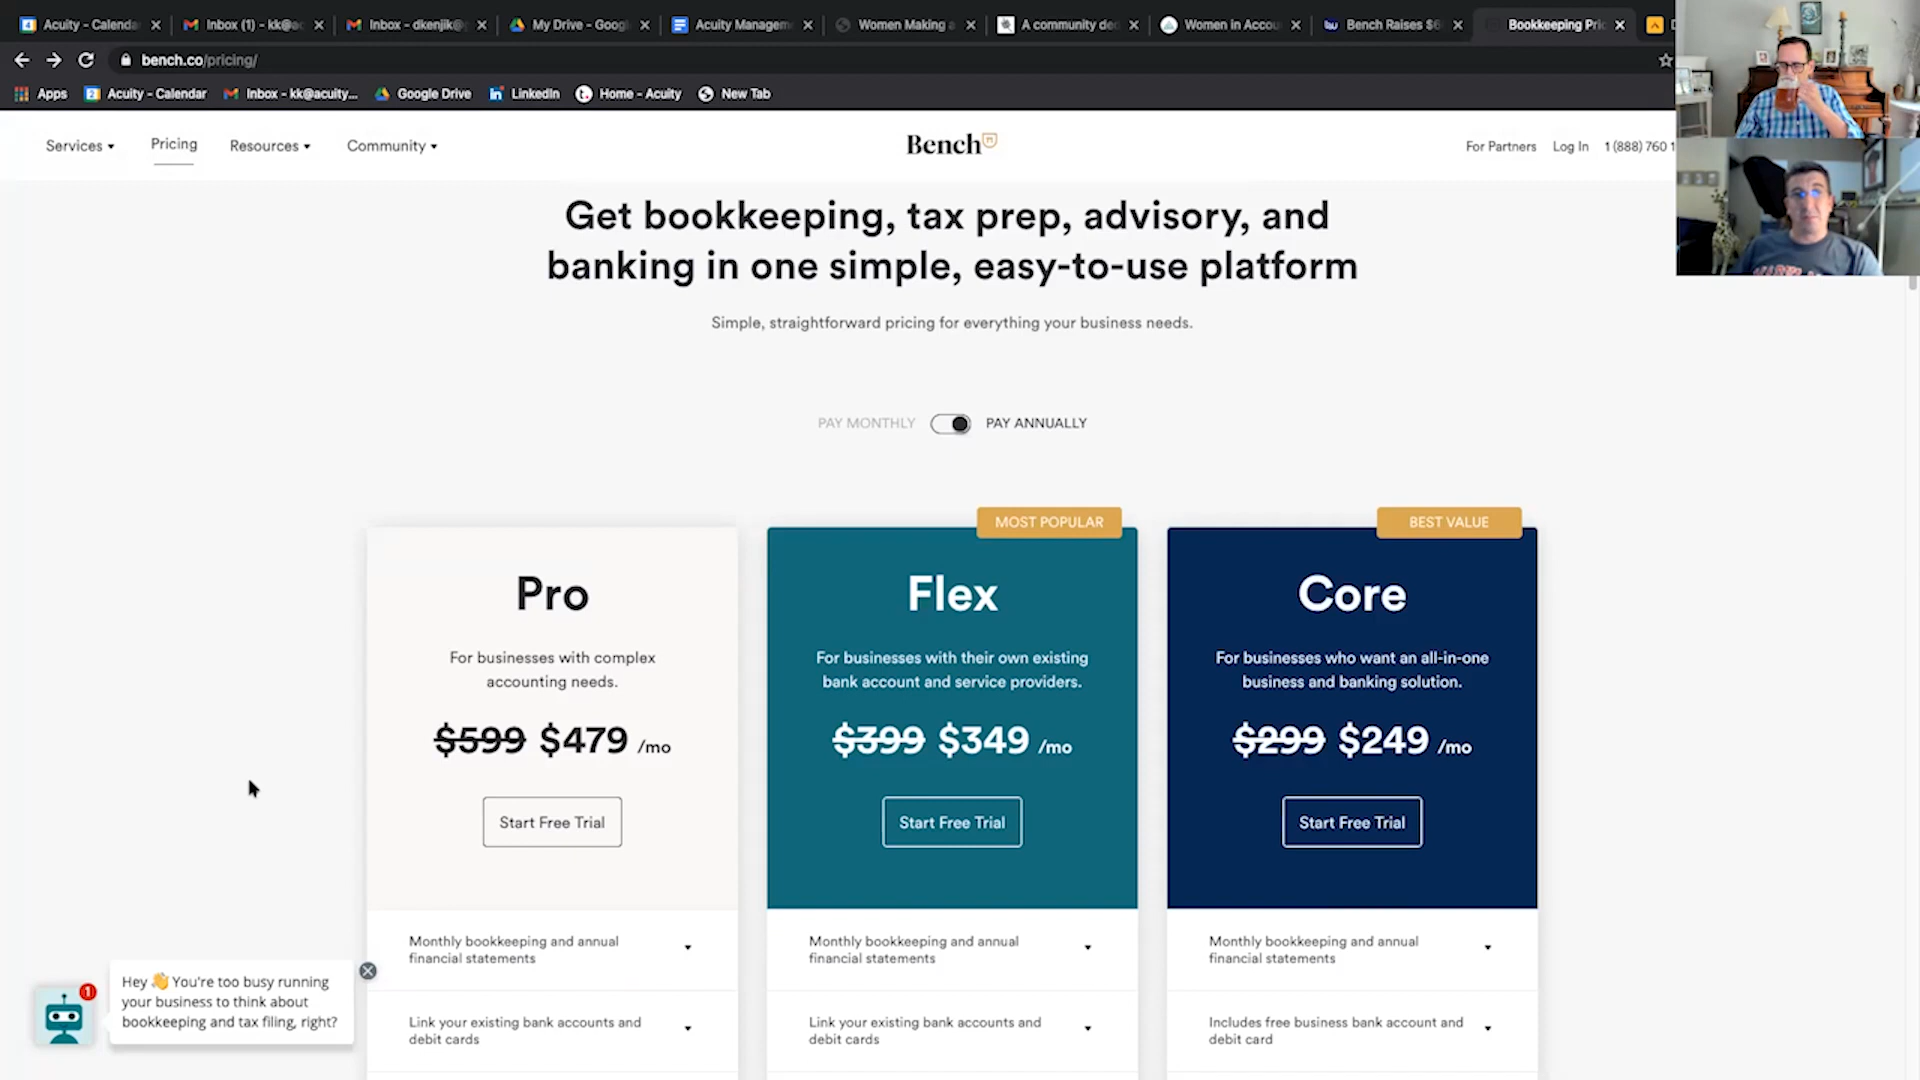 Acuity - Calenda
Inbox (1) - kk@ac
Inbox - dkenjik@
My Drive - Googl
Acuity Managem
Women Making a
A community ded
Women in Accou
Bench Raises $6
Bookkeeping Pric
bench.co/pricing/
Apps
Acuity - Calendar
Inbox - kk@acuity...
Google Drive
LinkedIn
Home - Acuity
New Tab
Services
Pricing
Resources
Community
Bench
For Partners
Log In
1 (888) 760 1
Get bookkeeping, tax prep, advisory, and
banking in one simple, easy-to-use platform
Simple, straightforward pricing for everything your business needs.
PAY MONTHLY
PAY ANNUALLY
Pro
For businesses with complex
accounting needs.
$599 $479 /mo
Start Free Trial
Monthly bookkeeping and annual
financial statements
Link your existing bank accounts and
debit cards
MOST POPULAR
Flex
For businesses with their own existing
bank account and service providers.
$399 $349 /mo
Start Free Trial
Monthly bookkeeping and annual
financial statements
Link your existing bank accounts and
debit cards
BEST VALUE
Core
For businesses who want an all-in-one
business and banking solution.
$299 $249 /mo
Start Free Trial
Monthly bookkeeping and annual
financial statements
Includes free business bank account and
debit card
1
Hey 👋 You're too busy running
your business to think about
bookkeeping and tax filing, right?